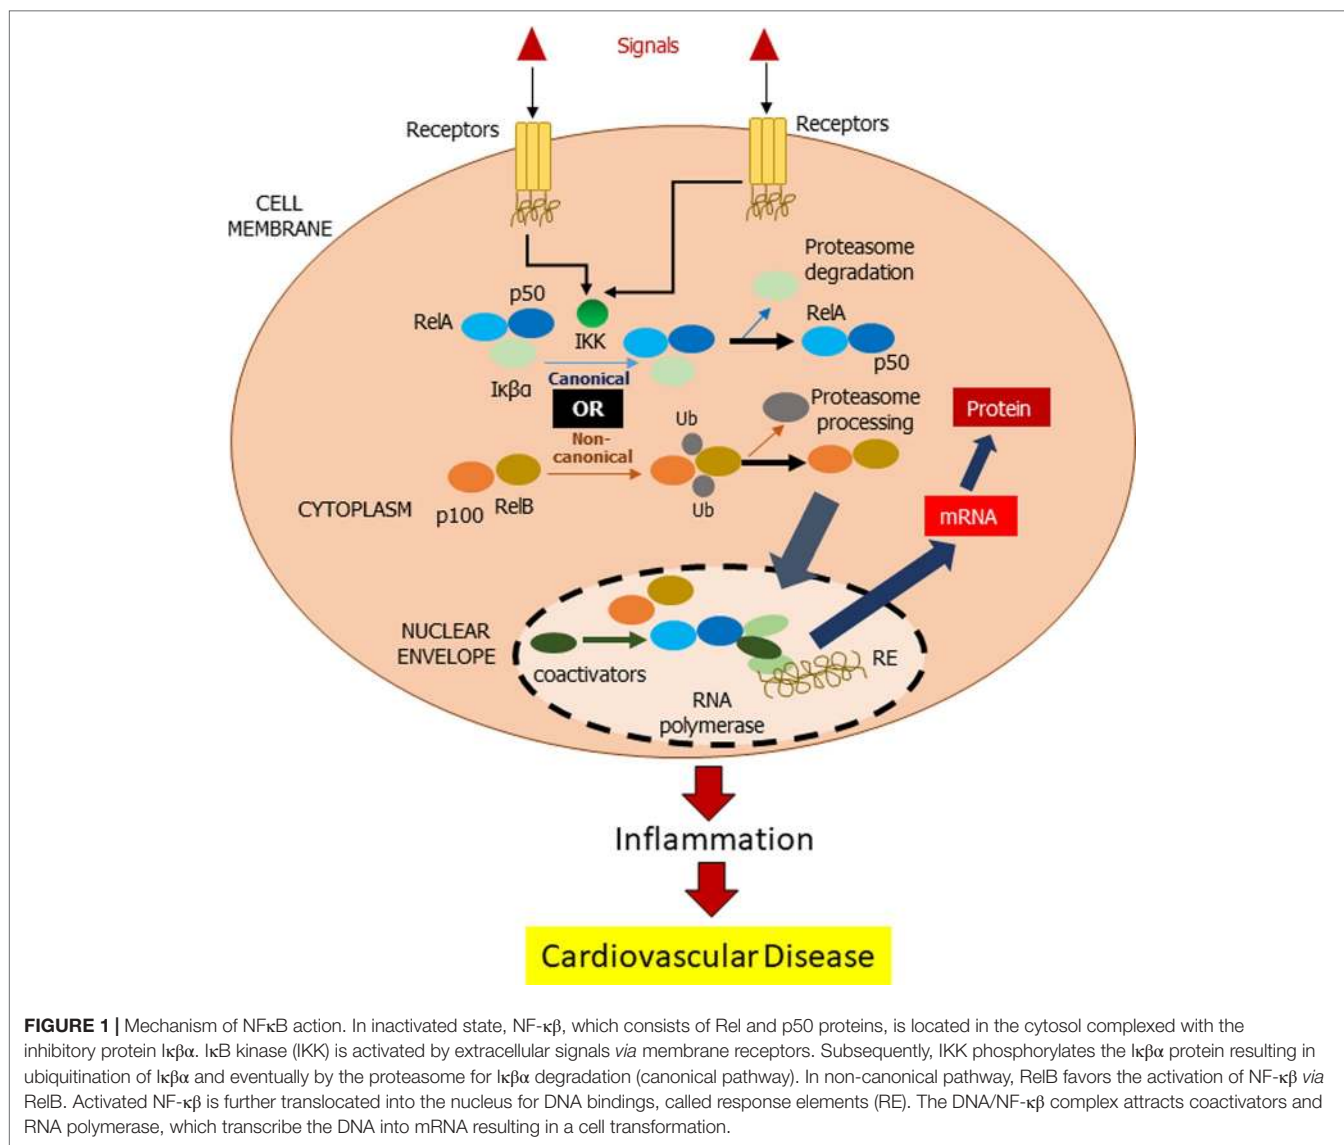 Signals
Receptors
Receptors
CELL
MEMBRANE
Proteasome
degradation
p50
RelA
IKK
RelA
p50
Iκβα
Canonical
OR
Non-
canonical
Ub
Proteasome
processing
Protein
CYTOPLASM
p100
RelB
Ub
mRNA
NUCLEAR
ENVELOPE
coactivators
RE
RNA
polymerase
Inflammation
Cardiovascular Disease
FIGURE 1 | Mechanism of NFκB action. In inactivated state, NF-κβ, which consists of Rel and p50 proteins, is located in the cytosol complexed with the
inhibitory protein Iκβα. IκB kinase (IKK) is activated by extracellular signals via membrane receptors. Subsequently, IKK phosphorylates the Iκβα protein resulting in
ubiquitination of Iκβα and eventually by the proteasome for Iκβα degradation (canonical pathway). In non-canonical pathway, RelB favors the activation of NF-κβ via
RelB. Activated NF-κβ is further translocated into the nucleus for DNA bindings, called response elements (RE). The DNA/NF-κβ complex attracts coactivators and
RNA polymerase, which transcribe the DNA into mRNA resulting in a cell transformation.